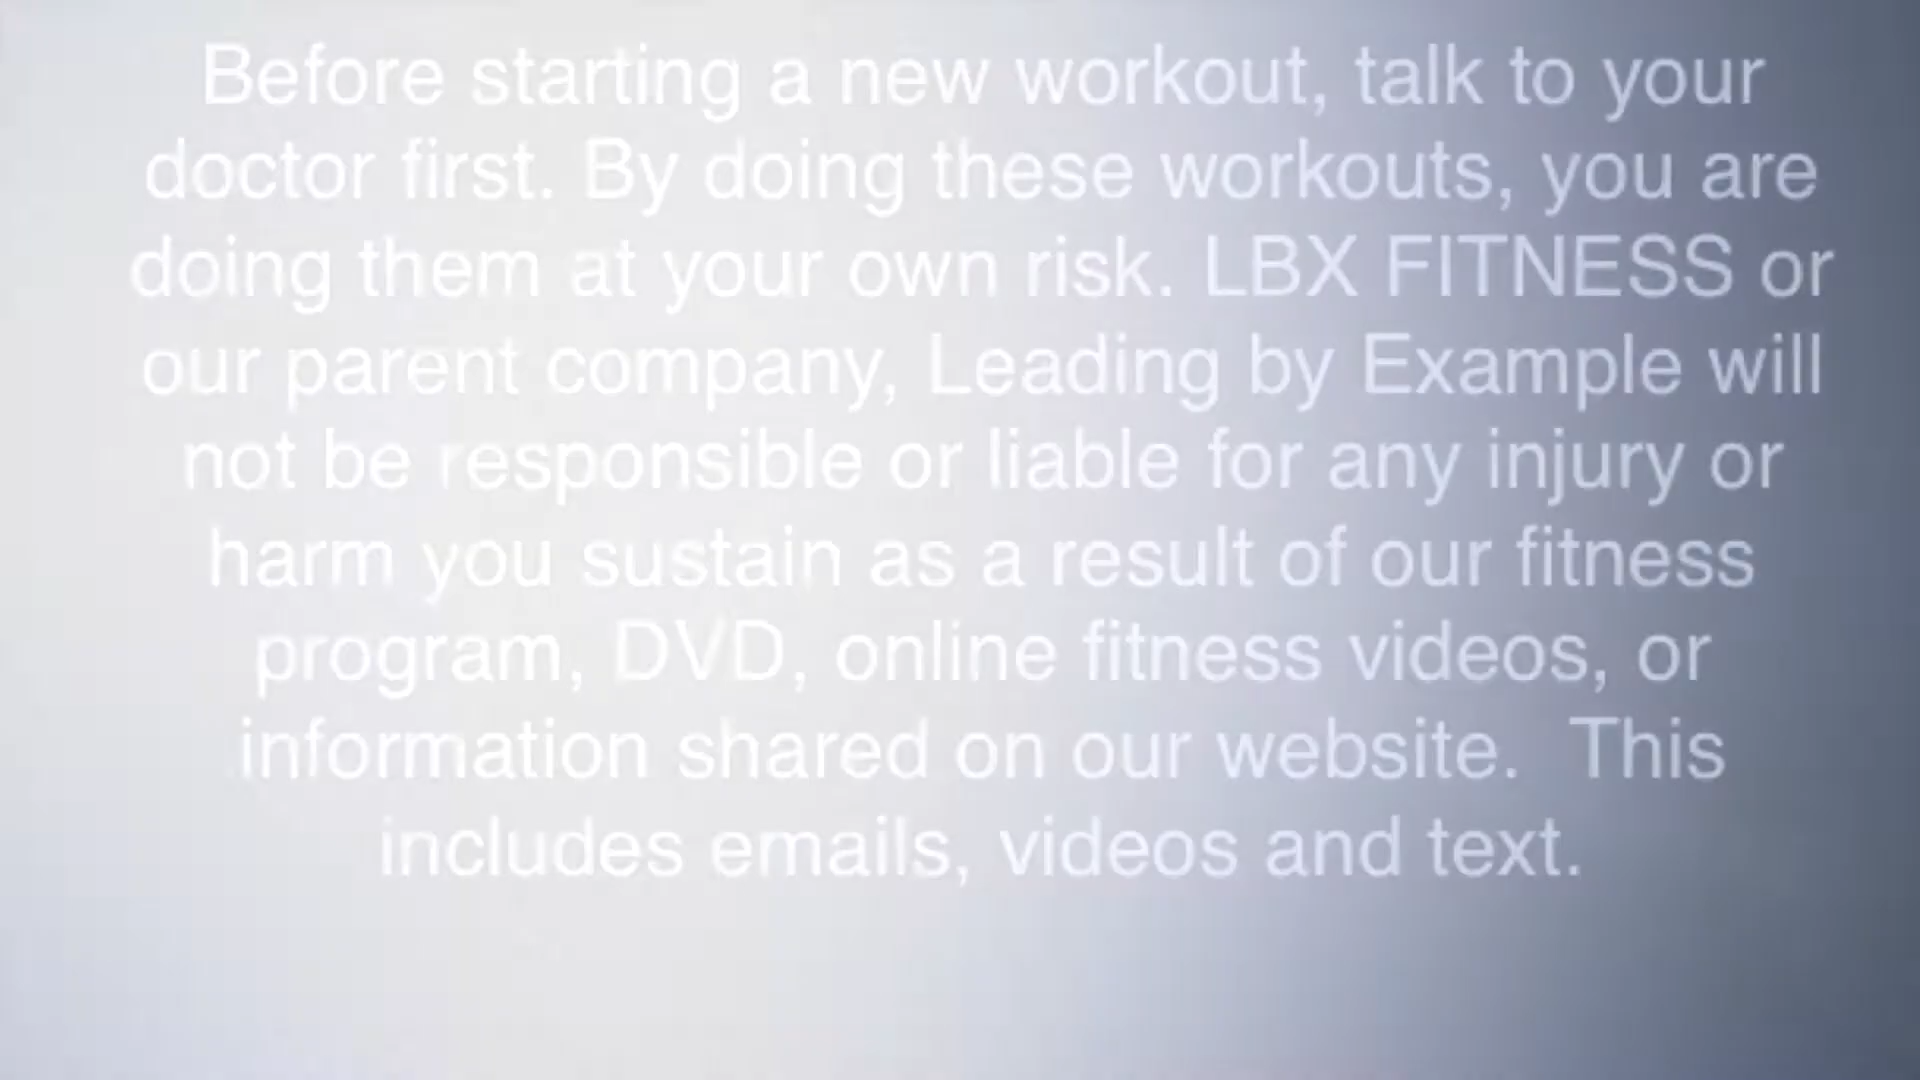 Before starting a new workout, talk to your
doctor first. By doing these workouts, you are
doing them at your own risk. LBX FITNESS or
our parent company, Leading by Example will
not be responsible or liable for any injury or
harm you sustain as a result of our fitness
program, DVD, online fitness videos, or
information shared on our website.  This
includes emails, videos and text.